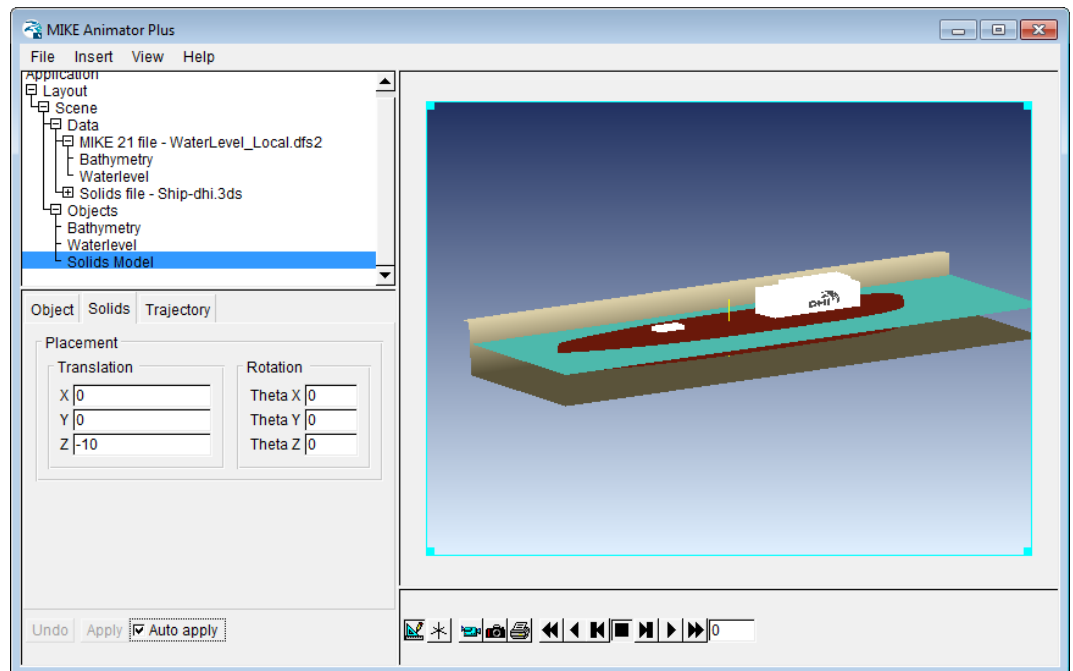 MIKE Animator Plus
File Insert View Help
Application
Layout
Scene
Data
MIKE 21 file - WaterLevel_Local.dfs2
Bathymetry
Waterlevel
Solids file - Ship-dhi.3ds
Objects
Bathymetry
Waterlevel
Solids Model
Object Solids Trajectory
Placement
Translation Rotation
X 0 Theta X 0
Y 0 Theta Y 0
Z -10 Theta Z 0
DHI
Undo Apply Auto apply
0